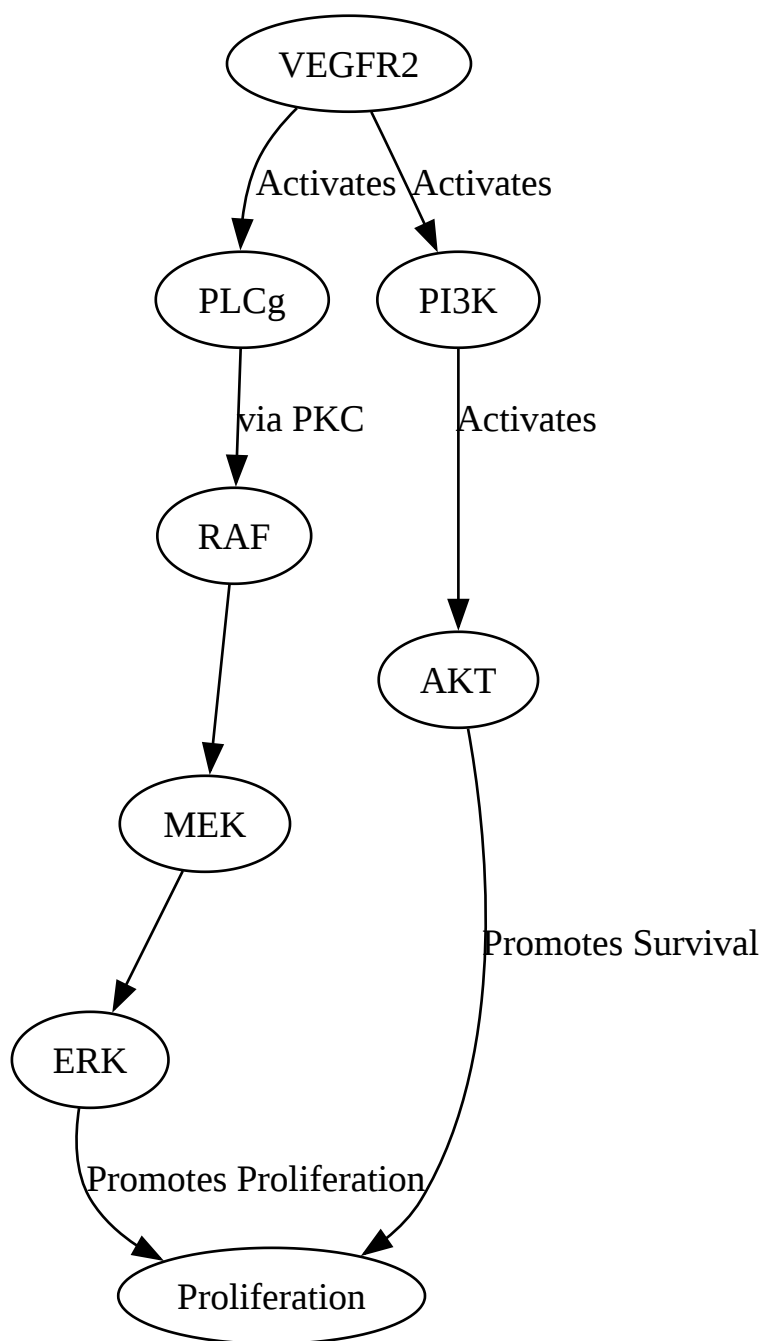 VEGFR2
Activates
Activates
PLCg
PI3K
via PKC
Activates
RAF
AKT
MEK
Promotes Survival
ERK
Promotes Proliferation
Proliferation